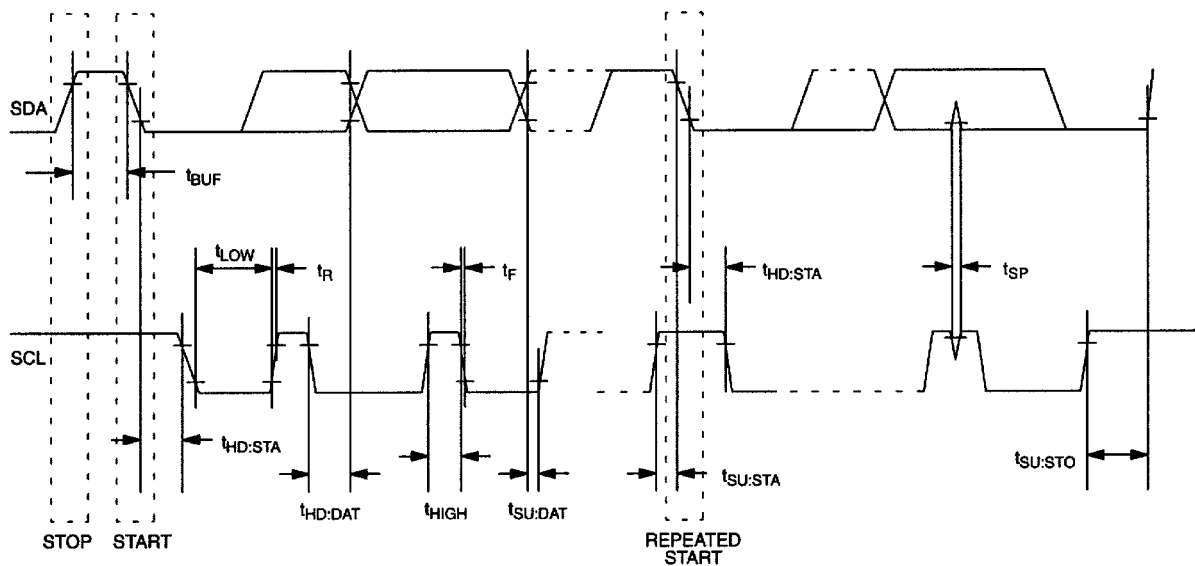 SDA
tBUF
tLOW
tR
tF
tHD:STA
tSP
SCL
tHD:STA
tSU:STA
tSU:STO
tHD:DAT
tHIGH
tSU:DAT
STOP
START
REPEATED
START